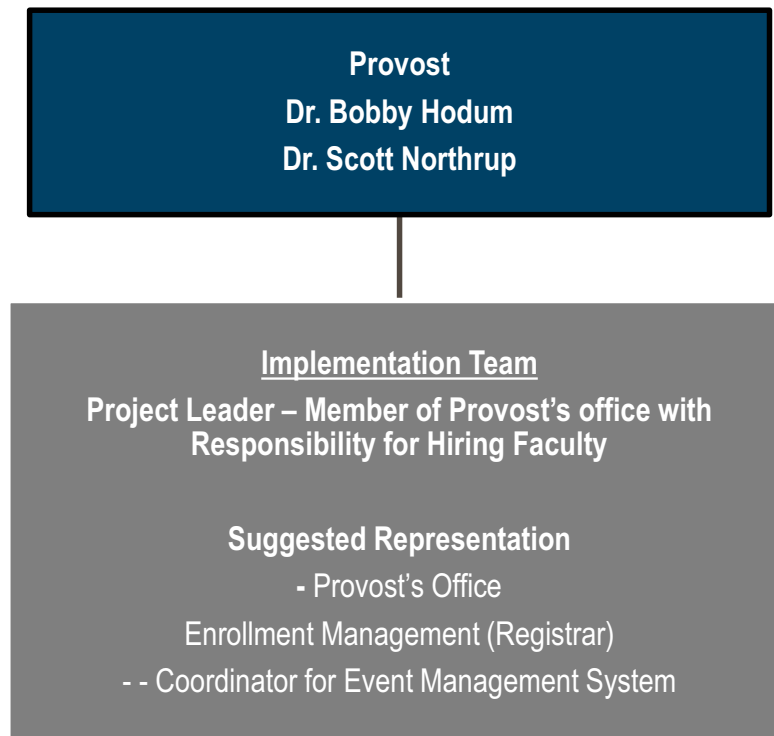 Provost
Dr. Bobby Hodum
Dr. Scott Northrup
Implementation Team
Project Leader – Member of Provost’s office with
Responsibility for Hiring Faculty
Suggested Representation
- Provost’s Office
Enrollment Management (Registrar)
- - Coordinator for Event Management System